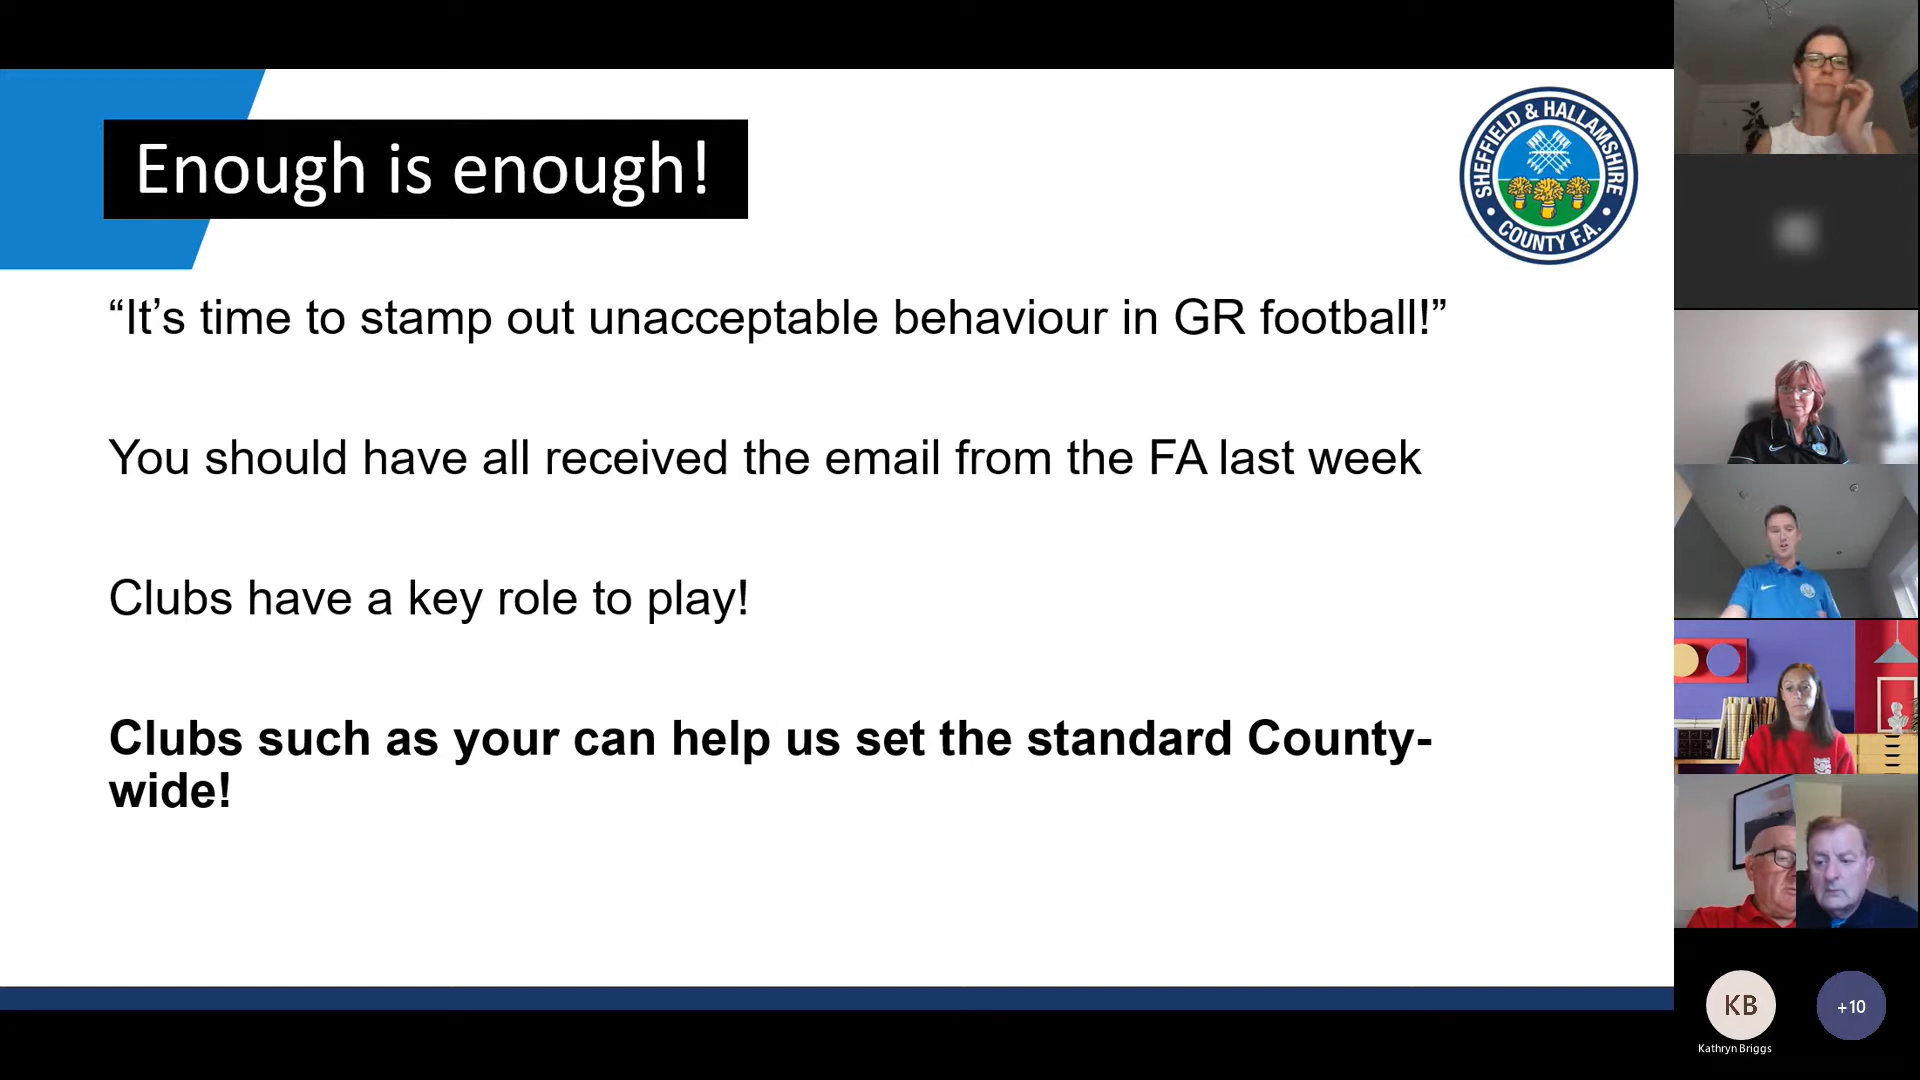 Enough is enough!
SHEFFIELD & HALLAMSHIRE
COUNTY F.A.
“It’s time to stamp out unacceptable behaviour in GR football!”
You should have all received the email from the FA last week
Clubs have a key role to play!
Clubs such as your can help us set the standard County-
wide!
KB
+10
Kathryn Briggs